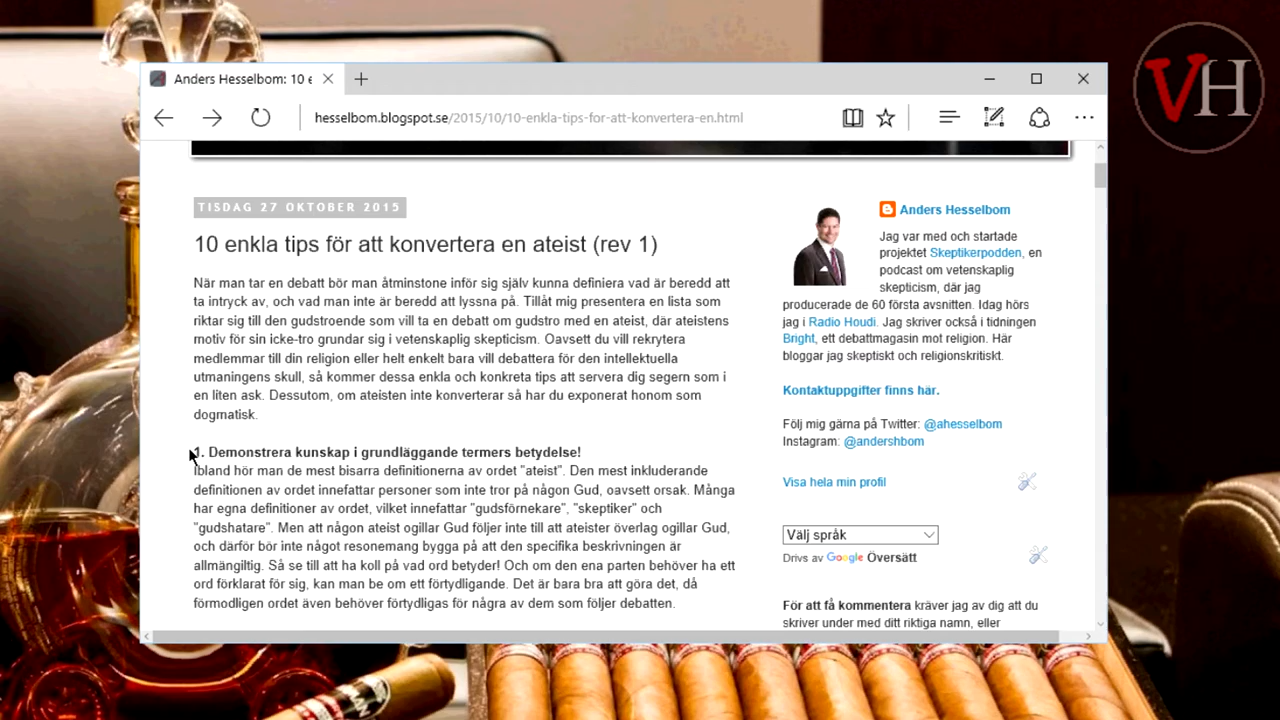 VH
Anders Hesselbom: 10 e
hesselbom.blogspot.se/2015/10/10-enkla-tips-for-att-konvertera-en.html
TISDAG 27 OKTOBER 2015
10 enkla tips för att konvertera en ateist (rev 1)
När man tar en debatt bör man åtminstone inför sig själv kunna definiera vad är beredd att
ta intryck av, och vad man inte är beredd att lyssna på. Tillåt mig presentera en lista som
riktar sig till den gudstroende som vill ta en debatt om gudstro med en ateist, där ateistens
motiv för sin icke-tro grundar sig i vetenskaplig skepticism. Oavsett du vill rekrytera
medlemmar till din religion eller helt enkelt bara vill debattera för den intellektuella
utmaningens skull, så kommer dessa enkla och konkreta tips att servera dig segern som i
en liten ask. Dessutom, om ateisten inte konverterar så har du exponerat honom som
dogmatisk.
1. Demonstrera kunskap i grundläggande termers betydelse!
Ibland hör man de mest bisarra definitionerna av ordet "ateist". Den mest inkluderande
definitionen av ordet innefattar personer som inte tror på någon Gud, oavsett orsak. Många
har egna definitioner av ordet, vilket innefattar "gudsförnekare", "skeptiker" och
"gudshatare". Men att någon ateist ogillar Gud följer inte till att ateister överlag ogillar Gud,
och därför bör inte något resonemang bygga på att den specifika beskrivningen är
allmängiltig. Så se till att ha koll på vad ord betyder! Och om den ena parten behöver ha ett
ord förklarat för sig, kan man be om ett förtydligande. Det är bara bra att göra det, då
förmodligen ordet även behöver förtydligas för några av dem som följer debatten.
Anders Hesselbom
Jag var med och startade
projektet Skeptikerpodden, en
podcast om vetenskaplig
skepticism, där jag
producerade de 60 första avsnitten. Idag hörs
jag i Radio Houdi. Jag skriver också i tidningen
Bright, ett debattmagasin mot religion. Här
bloggar jag skeptiskt och religionskritiskt.
Kontaktuppgifter finns här.
Följ mig gärna på Twitter: @ahesselbom
Instagram: @andershbom
Visa hela min profil
Välj språk
Drivs av Google Översätt
För att få kommentera kräver jag av dig att du
skriver under med ditt riktiga namn, eller